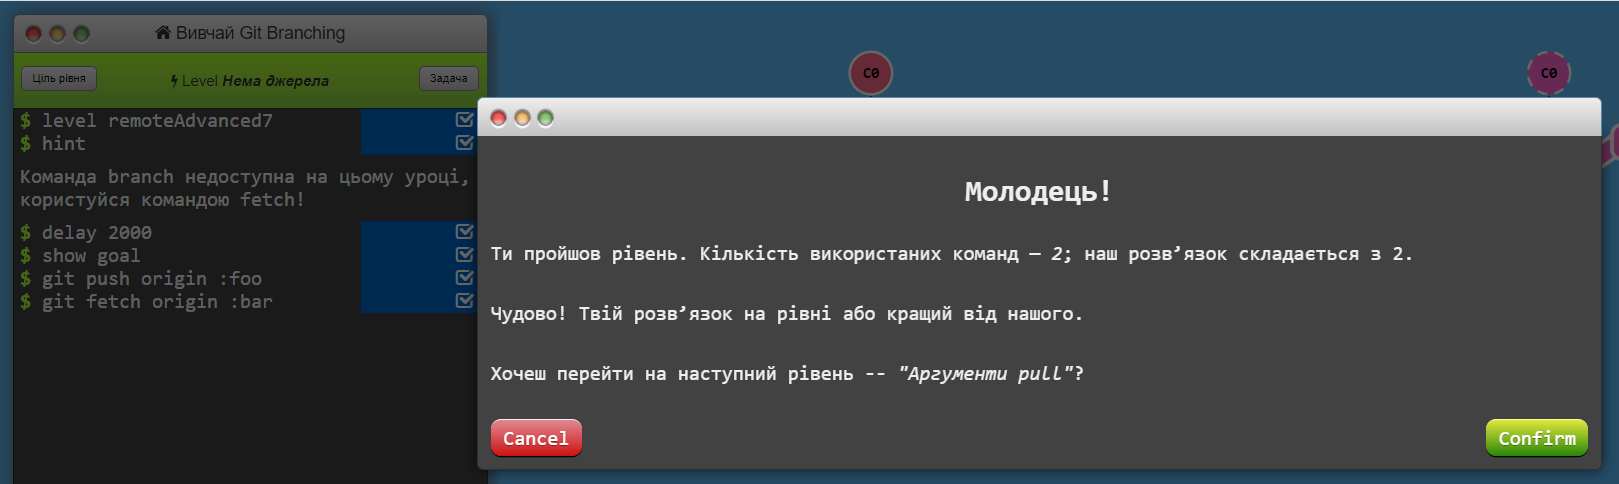 Вивчай Git Branching
Ціль рівня
Level Нема джерела
Задача
$ level remoteAdvanced7
$ hint
Команда branch недоступна на цьому уроці,
користуйся командою fetch!
$ delay 2000
$ show goal
$ git push origin :foo
$ git fetch origin :bar
C0
C0
Молодець!
Ти пройшов рівень. Кількість використаних команд — 2; наш розв’язок складається з 2.
Чудово! Твій розв’язок на рівні або кращий від нашого.
Хочеш перейти на наступний рівень -- "Аргументи pull"?
Cancel
Confirm